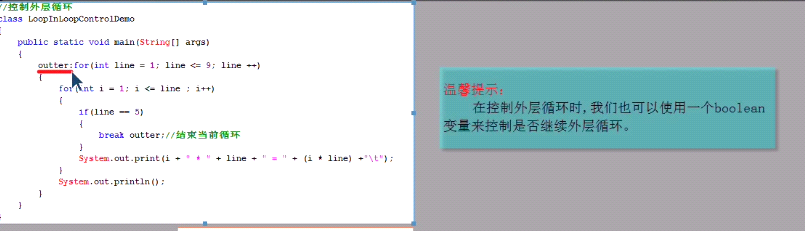 //控制外层循环
class LoopInLoopControlDemo
{
public static void main(String[] args)
{
outter:for(int line = 1; line <= 9; line ++)
{
for(int i = 1; i <= line ; i++)
{
if(line == 5)
{
break outter;//结束当前循环
}
System.out.print(i + " * " + line + " = " + (i * line) +"\t");
}
System.out.println();
}
}
温馨提示:
在控制外层循环时,我们也可以使用一个boolean
变量来控制是否继续外层循环。